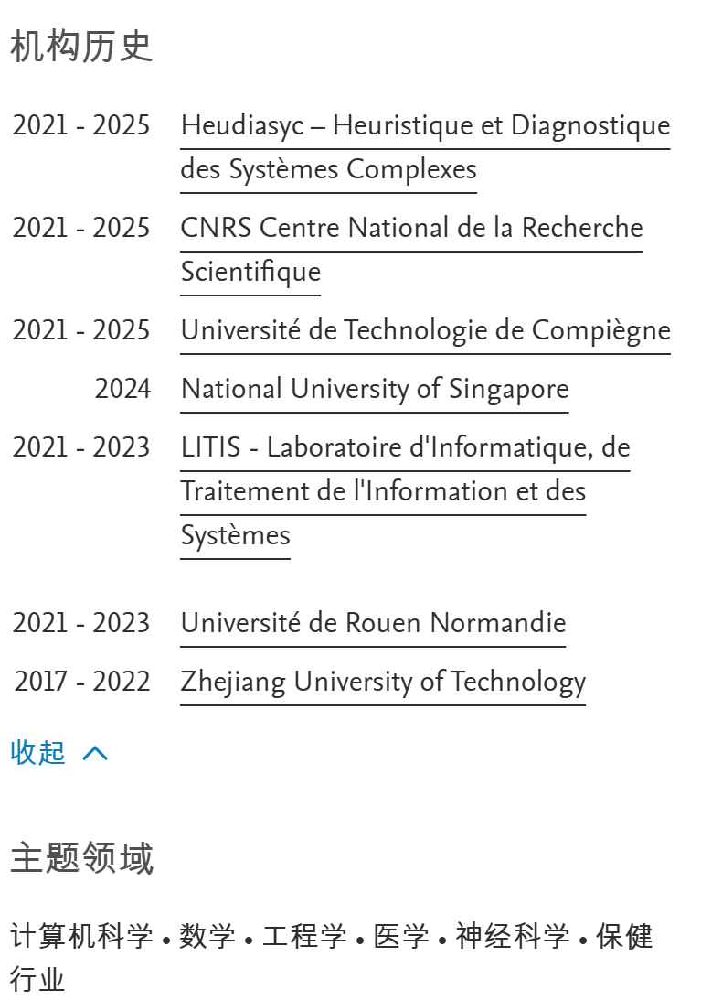 机构历史
2021 - 2025 Heudiasyc – Heuristique et Diagnostique
des Systèmes Complexes
2021 - 2025 CNRS Centre National de la Recherche
Scientifique
2021 - 2025 Université de Technologie de Compiègne
2024 National University of Singapore
2021 - 2023 LITIS - Laboratoire d'Informatique, de
Traitement de l'Information et des
Systèmes
2021 - 2023 Université de Rouen Normandie
2017 - 2022 Zhejiang University of Technology
收起
主题领域
计算机科学 • 数学 • 工程学 • 医学 • 神经科学 • 保健
行业